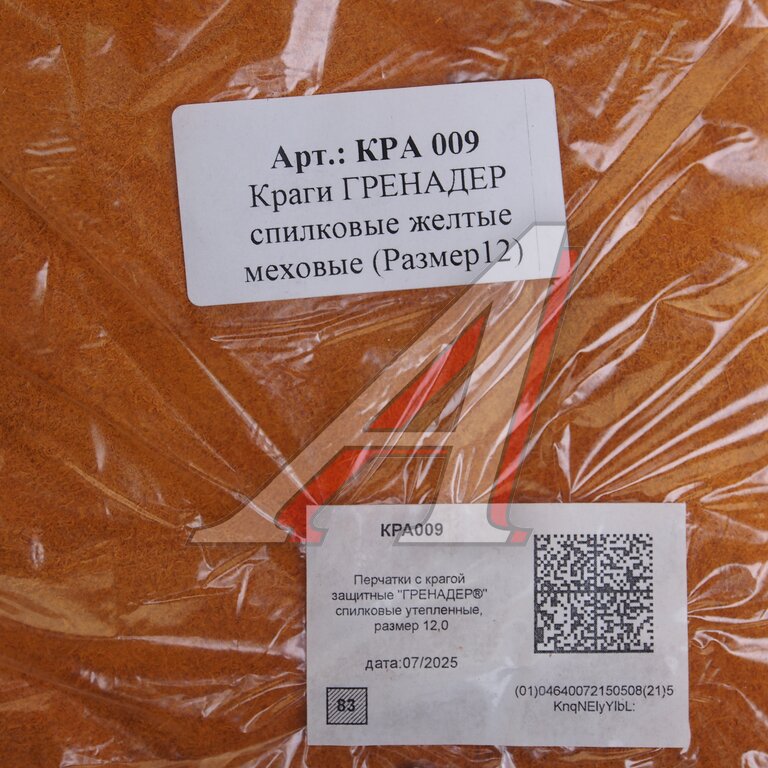 Арт.: КРА 009
Краги ГРЕНАДЕР
спилковые желтые
меховые (Размер12)
КРА009
Перчатки с крагой
защитные "ГРЕНАДЕР®"
спилковые утепленные,
размер 12,0
дата:07/2025
83
(01)04640072150508(21)5
KnqNEIyYIbL: